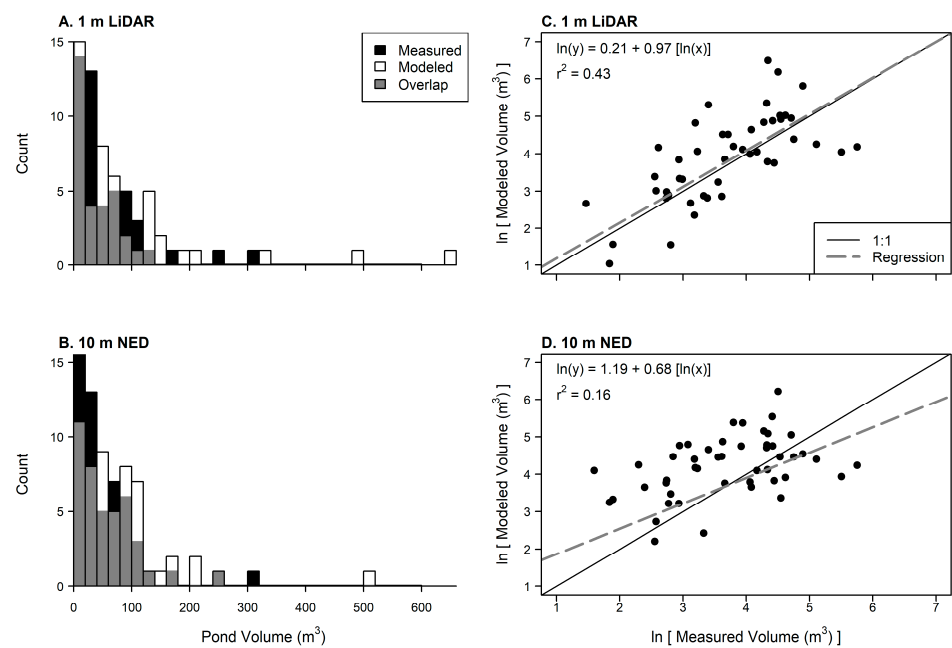 A. 1 m LiDAR
15
10
5
0
Count
Measured
Modeled
Overlap
C. 1 m LiDAR
ln(y) = 0.21 + 0.97 [ln(x)]
r² = 0.43
7
6
5
4
3
2
1
ln [ Modeled Volume (m³) ]
1:1
Regression
B. 10 m NED
15
10
5
0
Count
0 100 200 300 400 500 600
Pond Volume (m³)
D. 10 m NED
ln(y) = 1.19 + 0.68 [ln(x)]
r² = 0.16
7
6
5
4
3
2
1
ln [ Modeled Volume (m³) ]
1 2 3 4 5 6 7
ln [ Measured Volume (m³) ]